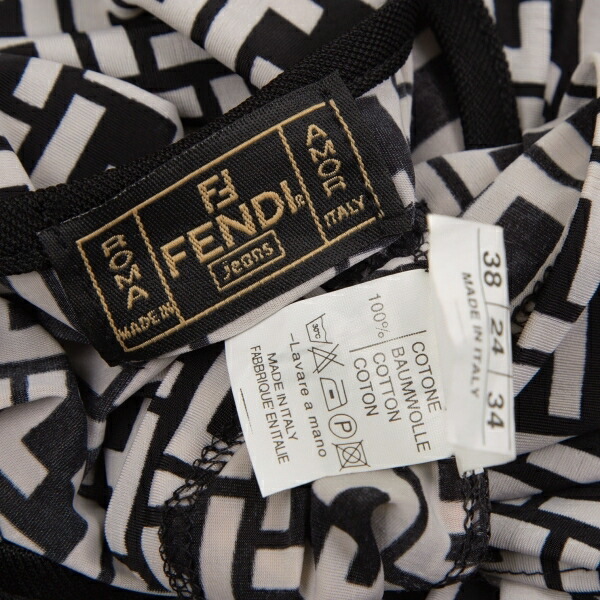 ROMA
FF
FENDI®
jeans
AMOR
MADE IN
ITALY
38 24 34
MADE IN ITALY
100%
COTONE
BAUMWOLLE
COTTON
COTON
30°C
P
–Lavare a mano
MADE IN ITALY
FABRIQUE EN ITALIE